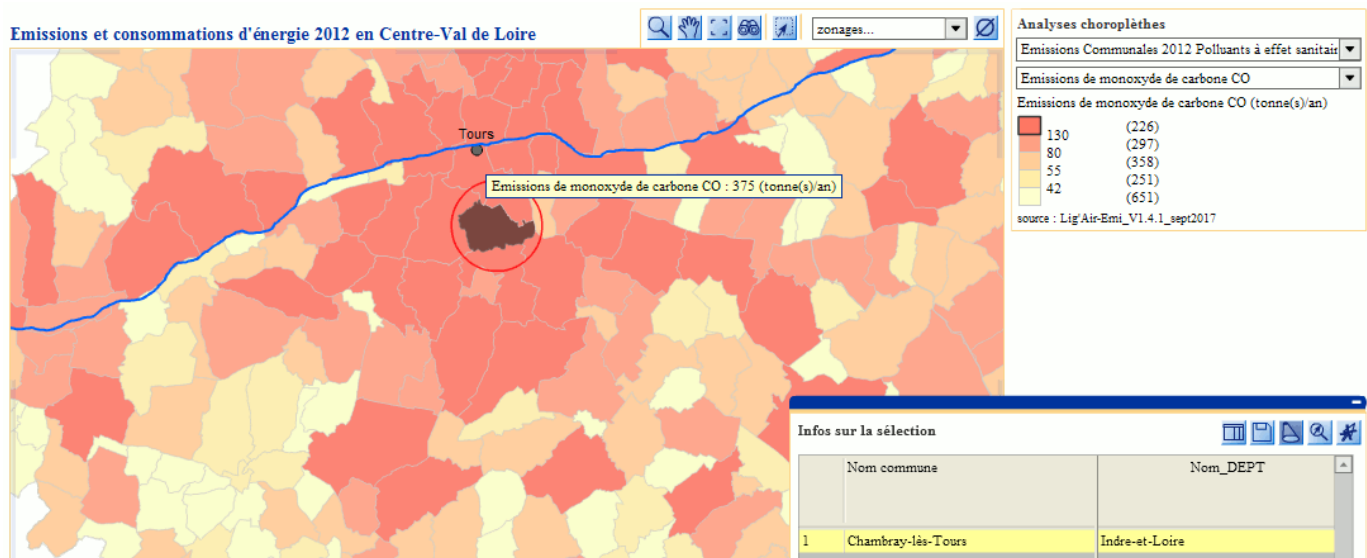 Emissions et consommations d'énergie 2012 en Centre-Val de Loire
zonages...
Tours
Emissions de monoxyde de carbone CO : 375 (tonne(s)/an)
Analyses choroplèthes
Emissions Communales 2012 Polluants à effet sanitair
Emissions de monoxyde de carbone CO
Emissions de monoxyde de carbone CO (tonne(s)/an)
(226)
130
(297)
80
(358)
55
(251)
42
(651)
source : Lig'Air-Emi_V1.4.1_sept2017
Infos sur la sélection
Nom commune Nom_DEPT
1 Chambray-lès-Tours Indre-et-Loire